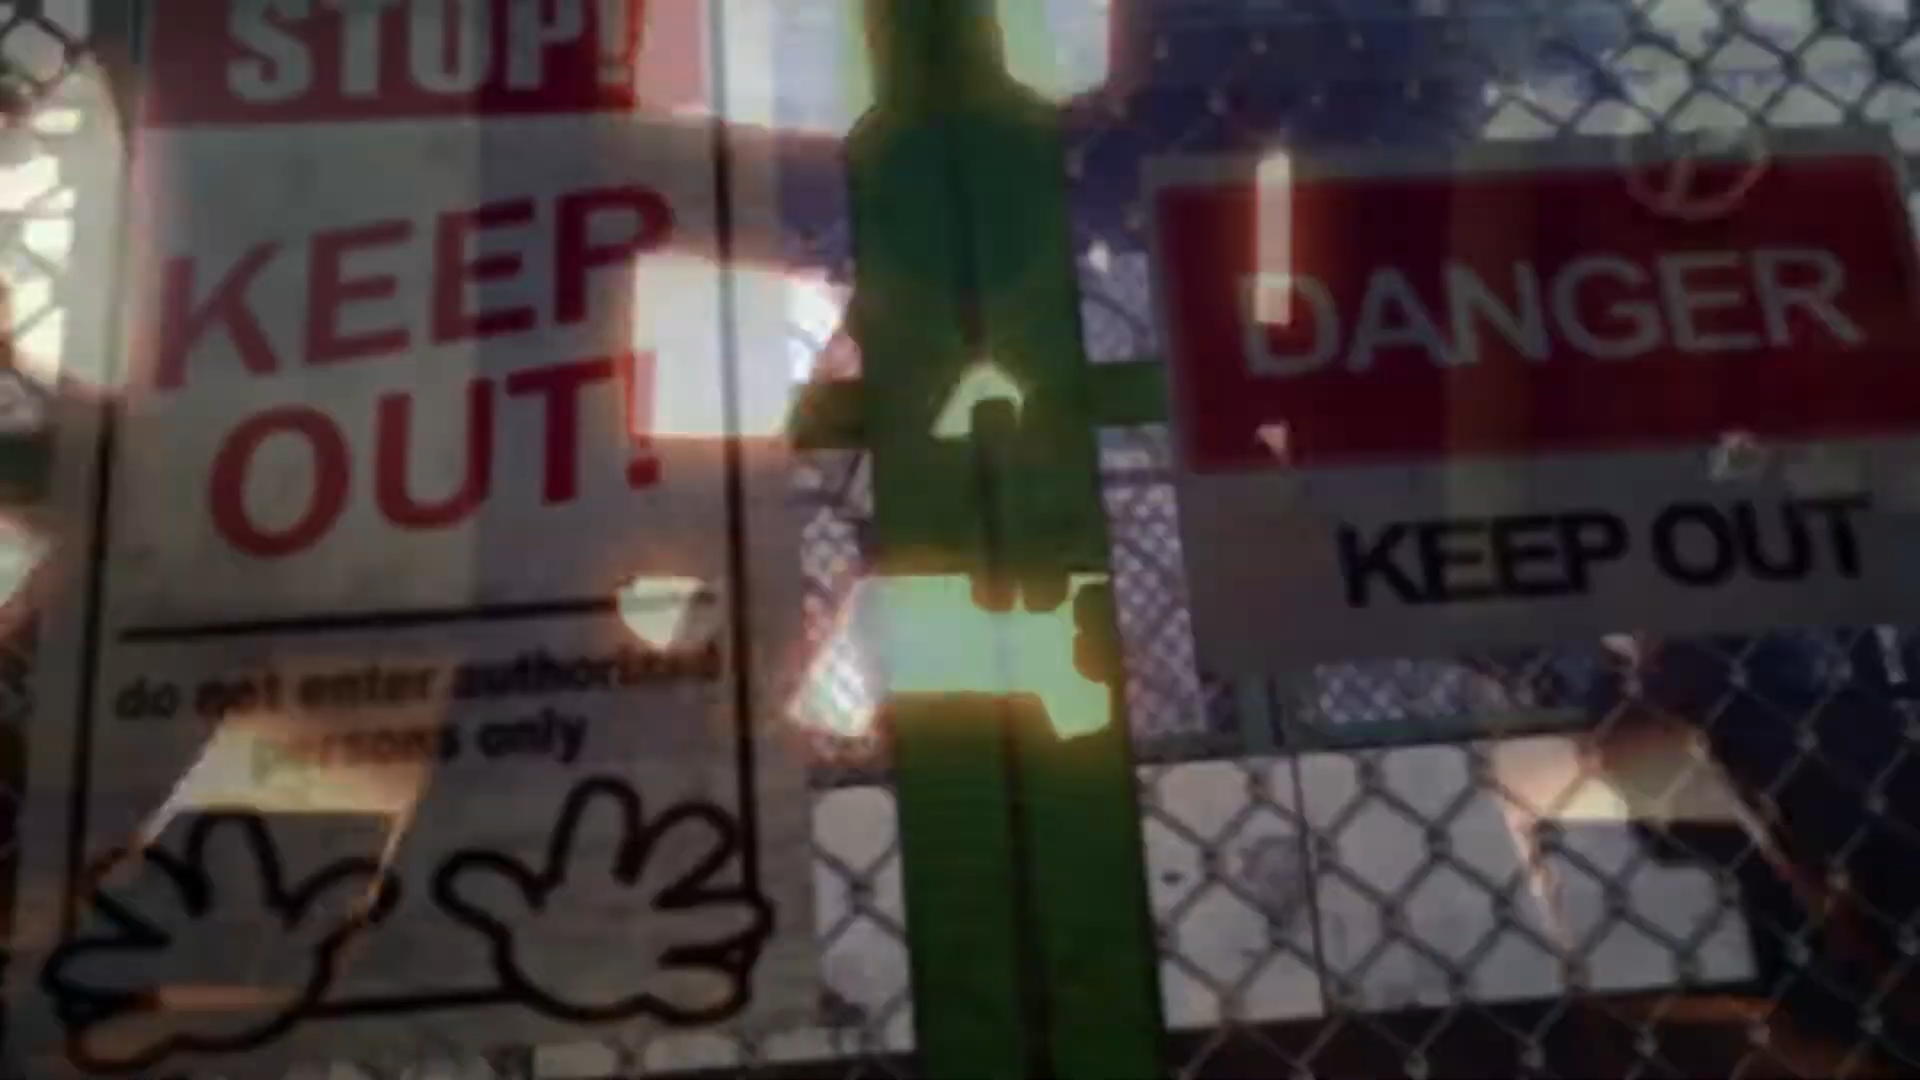 STOP!
KEEP
OUT!
do not enter authorized
persons only
DANGER
KEEP OUT